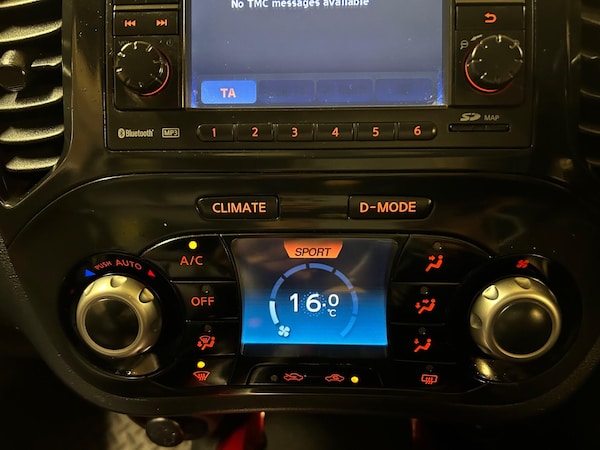 No TMC messages available
TA
Bluetooth MP3 1 2 3 4 5 6 SD MAP
CLIMATE D-MODE
PUSH AUTO A/C SPORT
OFF 16.0 °C